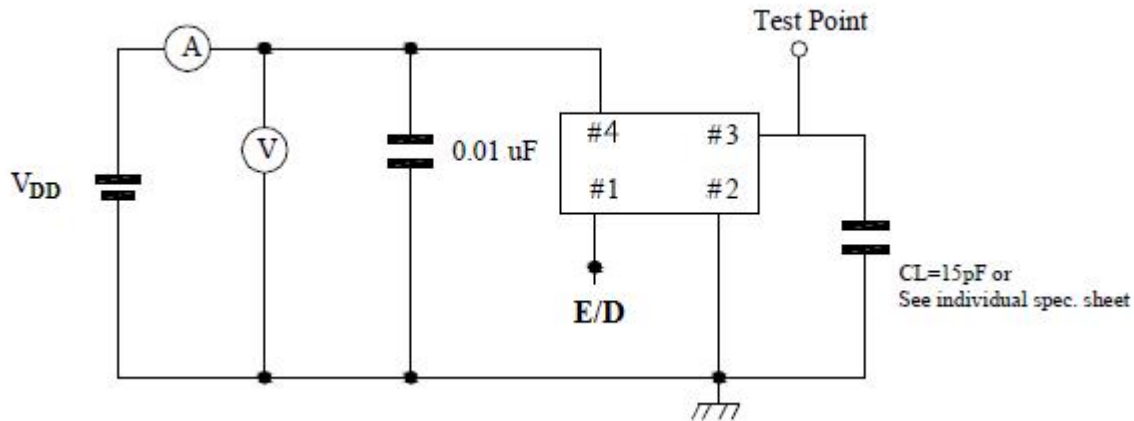 Test Point
A
#4
#3
V
0.01 uF
VDD
#1
#2
E/D
CL=15pF or
See individual spec. sheet